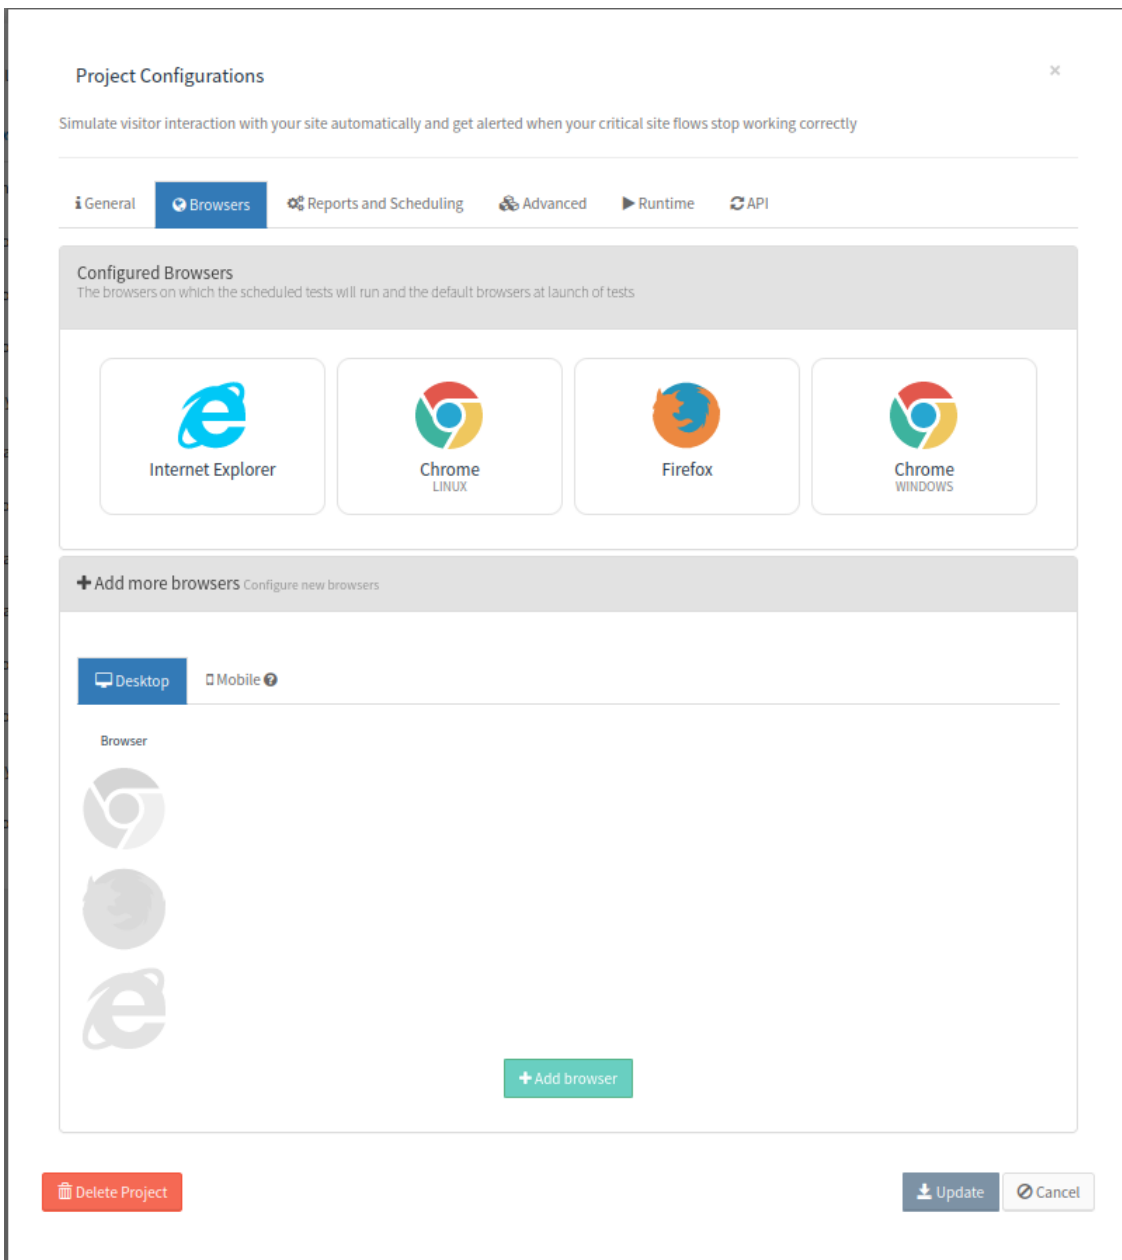 Project Configurations
×
Simulate visitor interaction with your site automatically and get alerted when your critical site flows stop working correctly
General Browsers Reports and Scheduling Advanced Runtime API
Configured Browsers
The browsers on which the scheduled tests will run and the default browsers at launch of tests
Internet Explorer Chrome Firefox Chrome
LINUX WINDOWS
Add more browsers Configure new browsers
Desktop Mobile
Browser
Add browser
Delete Project Update Cancel